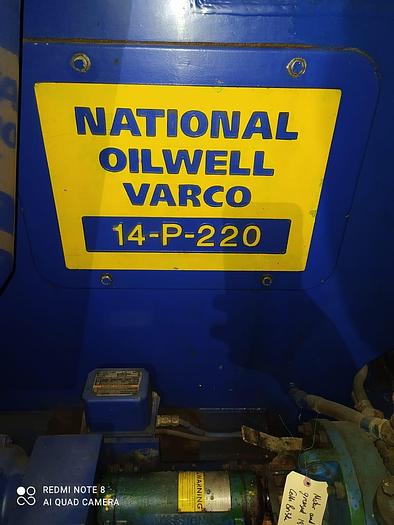 NATIONAL
OILWELL
VARCO
14-P-220
WARNING
REDMI NOTE 8
AI QUAD CAMERA